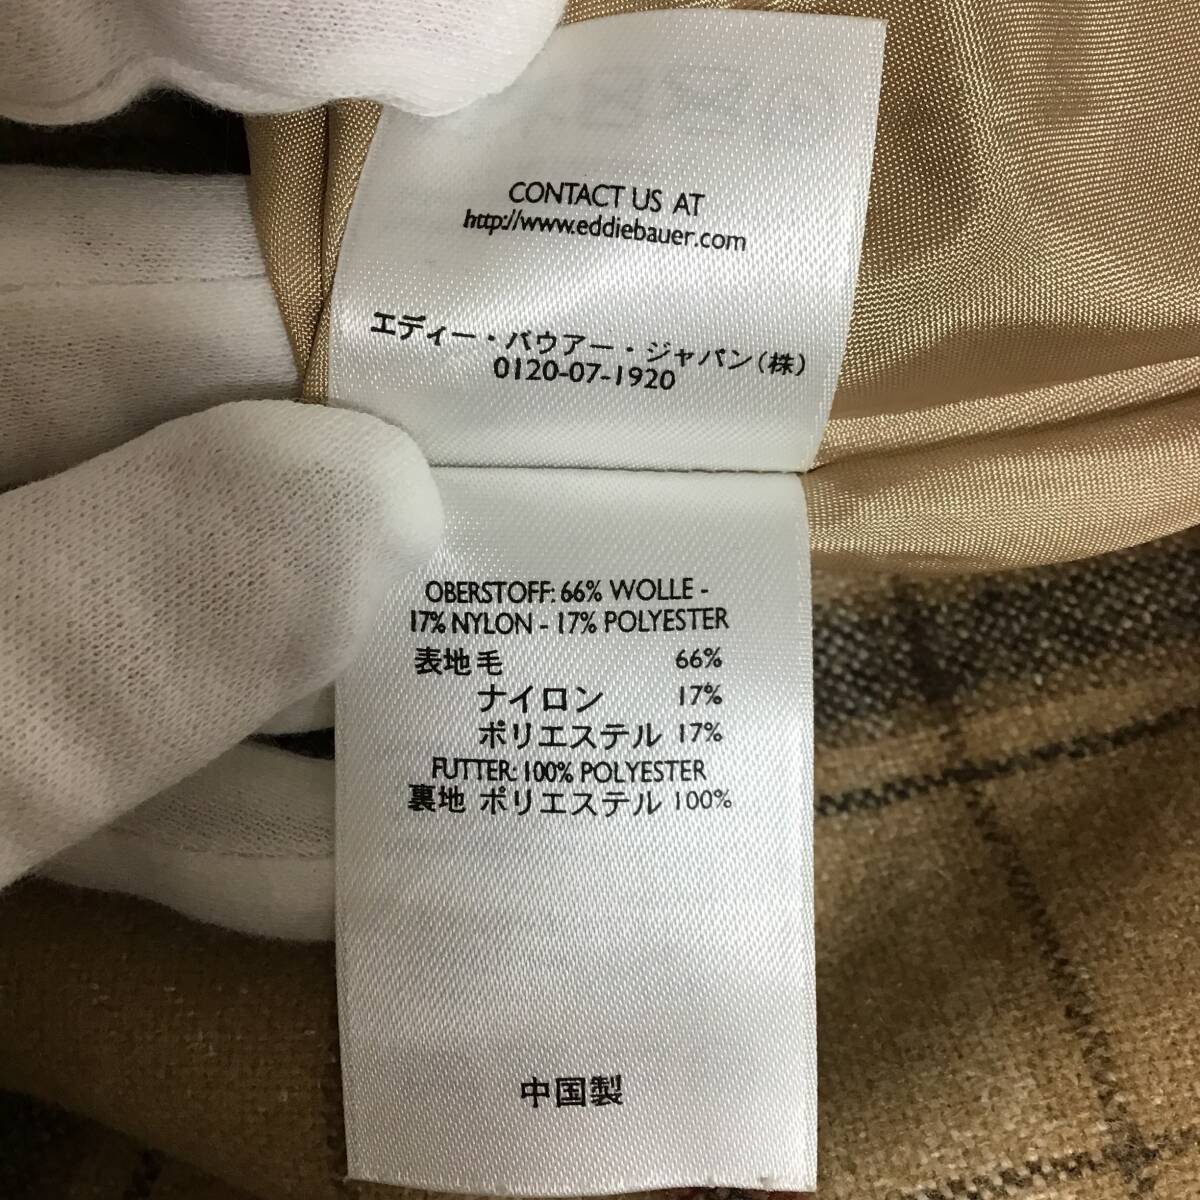 CONTACT US AT
http://www.eddiebauer.com
エディー・バウアー・ジャパン(株)
0120-07-1920
OBERSTOFF: 66% WOLLE -
17% NYLON - 17% POLYESTER
表地 毛 66%
ナイロン 17%
ポリエステル 17%
FUTTER: 100% POLYESTER
裏地 ポリエステル 100%
中国製